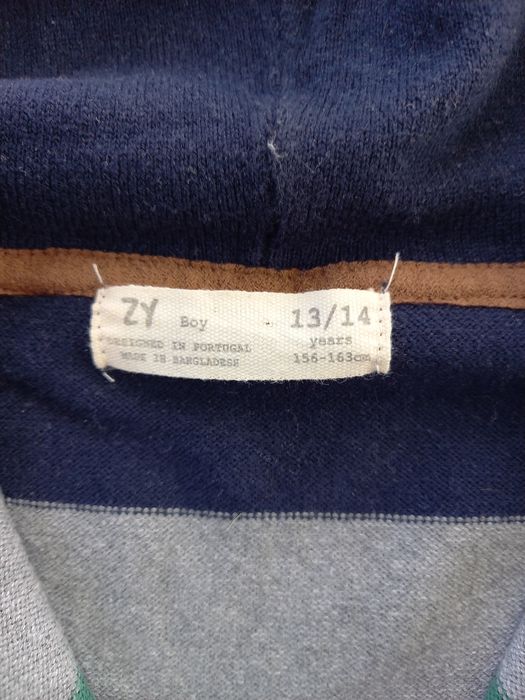 ZY Boy 13/14
DESIGNED IN PORTUGAL years
MADE IN BANGLADESH 156-163cm